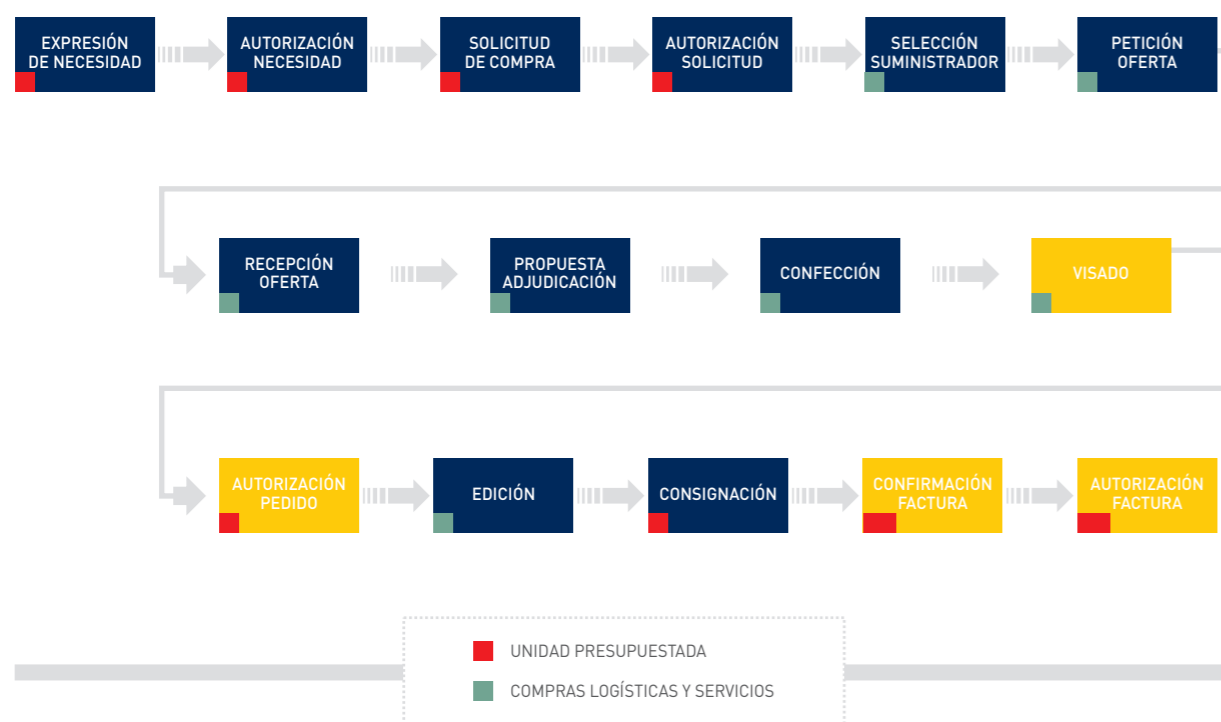 EXPRESIÓN
DE NECESIDAD
AUTORIZACIÓN
NECESIDAD
SOLICITUD
DE COMPRA
AUTORIZACIÓN
SOLICITUD
SELECCIÓN
SUMINISTRADOR
PETICIÓN
OFERTA
RECEPCIÓN
OFERTA
PROPUESTA
ADJUDICACIÓN
CONFECCIÓN
VISADO
AUTORIZACIÓN
PEDIDO
EDICIÓN
CONSIGNACIÓN
CONFIRMACIÓN
FACTURA
AUTORIZACIÓN
FACTURA
UNIDAD PRESUPUESTADA
COMPRAS LOGÍSTICAS Y SERVICIOS